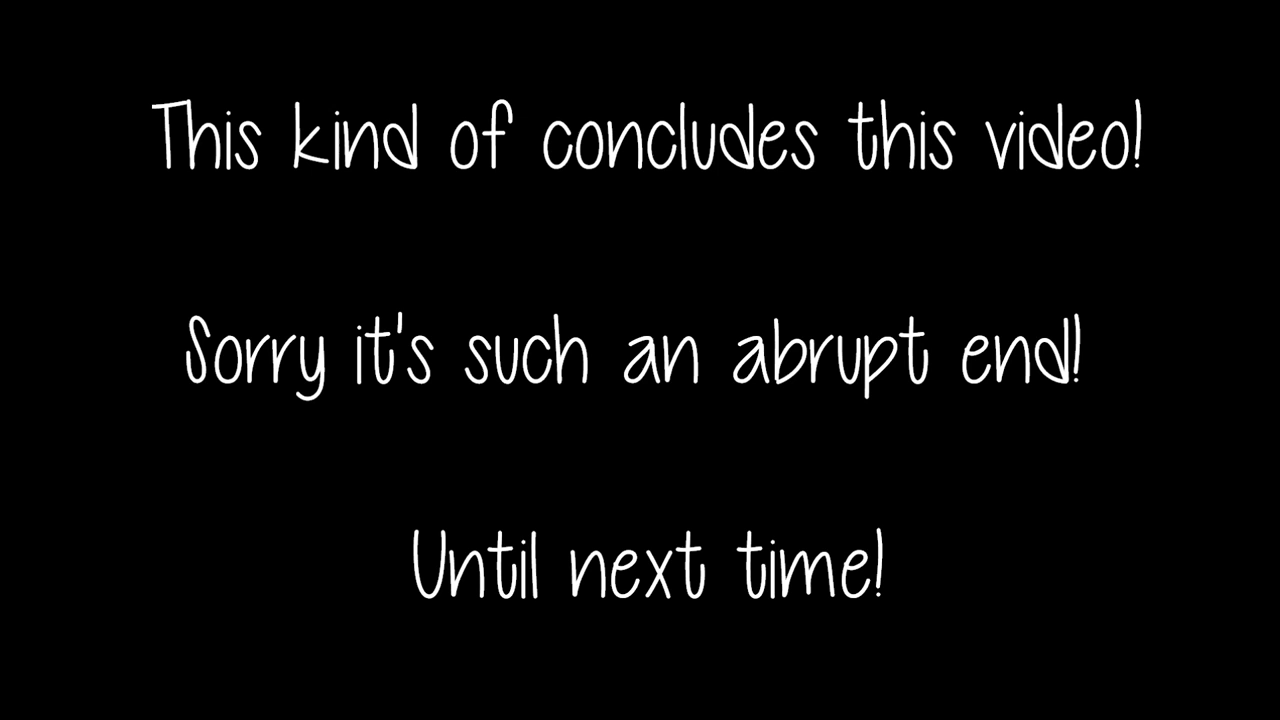 This kind of concludes this video!
Sorry it's such an abrupt end!
Until next time!